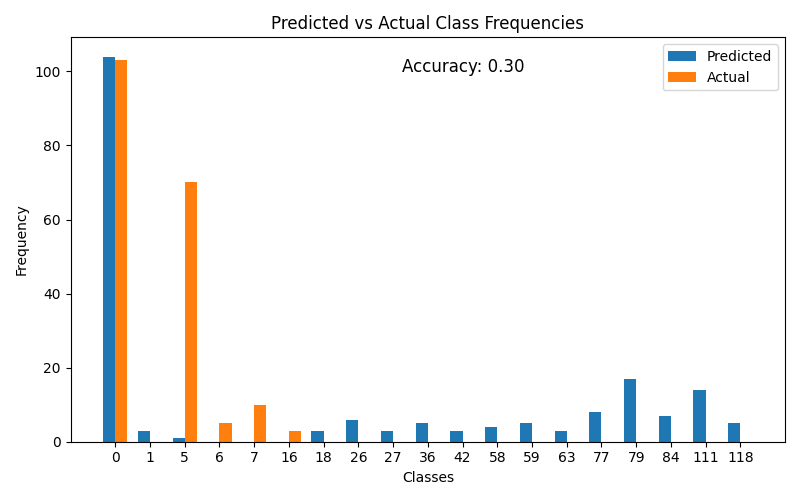 Predicted vs Actual Class Frequencies
Accuracy: 0.30
Predicted
Actual
Frequency
100
80
60
40
20
0
0 1 5 6 7 16 18 26 27 36 42 58 59 63 77 79 84 111 118
Classes